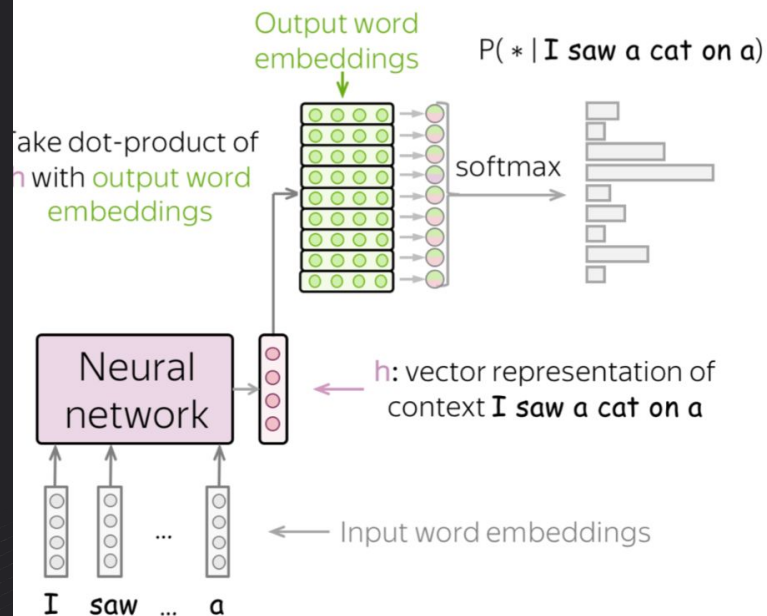 Output word
embeddings
P( * | I saw a cat on a)
Take dot-product of
h with output word
embeddings
softmax
Neural
network
h: vector representation of
context I saw a cat on a
...
Input word embeddings
I saw ... a